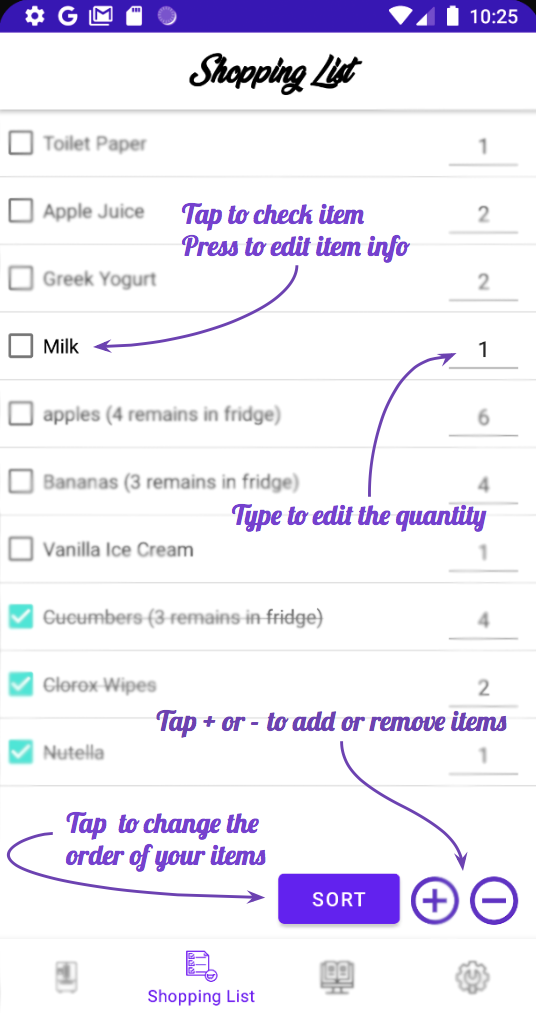 10:25
Shopping List
Toilet Paper 1
Apple Juice 2
Tap to check item
Press to edit item info
Greek Yogurt 2
Milk 1
apples (4 remains in fridge) 6
Bananas (3 remains in fridge) 4
Type to edit the quantity
Vanilla Ice Cream 1
Cucumbers (3 remains in fridge) 4
Clorox Wipes 2
Tap + or - to add or remove items
Nutella 1
Tap to change the
order of your items
SORT
Shopping List